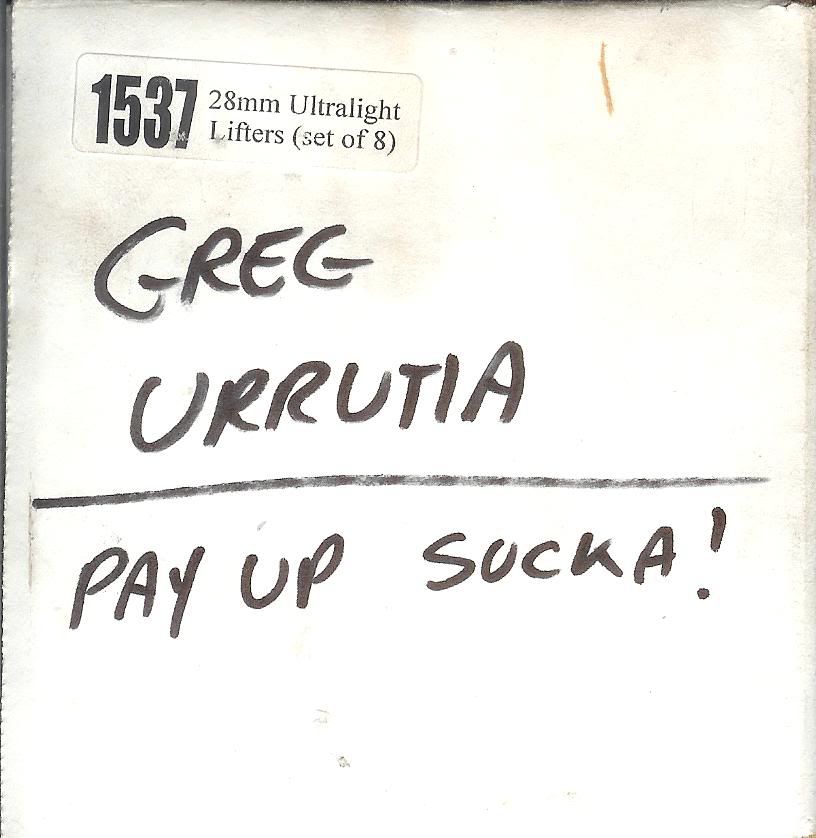 1537 28mm Ultralight
Lifters (set of 8)
GREG
URRUTIA
PAY UP SUCKA!